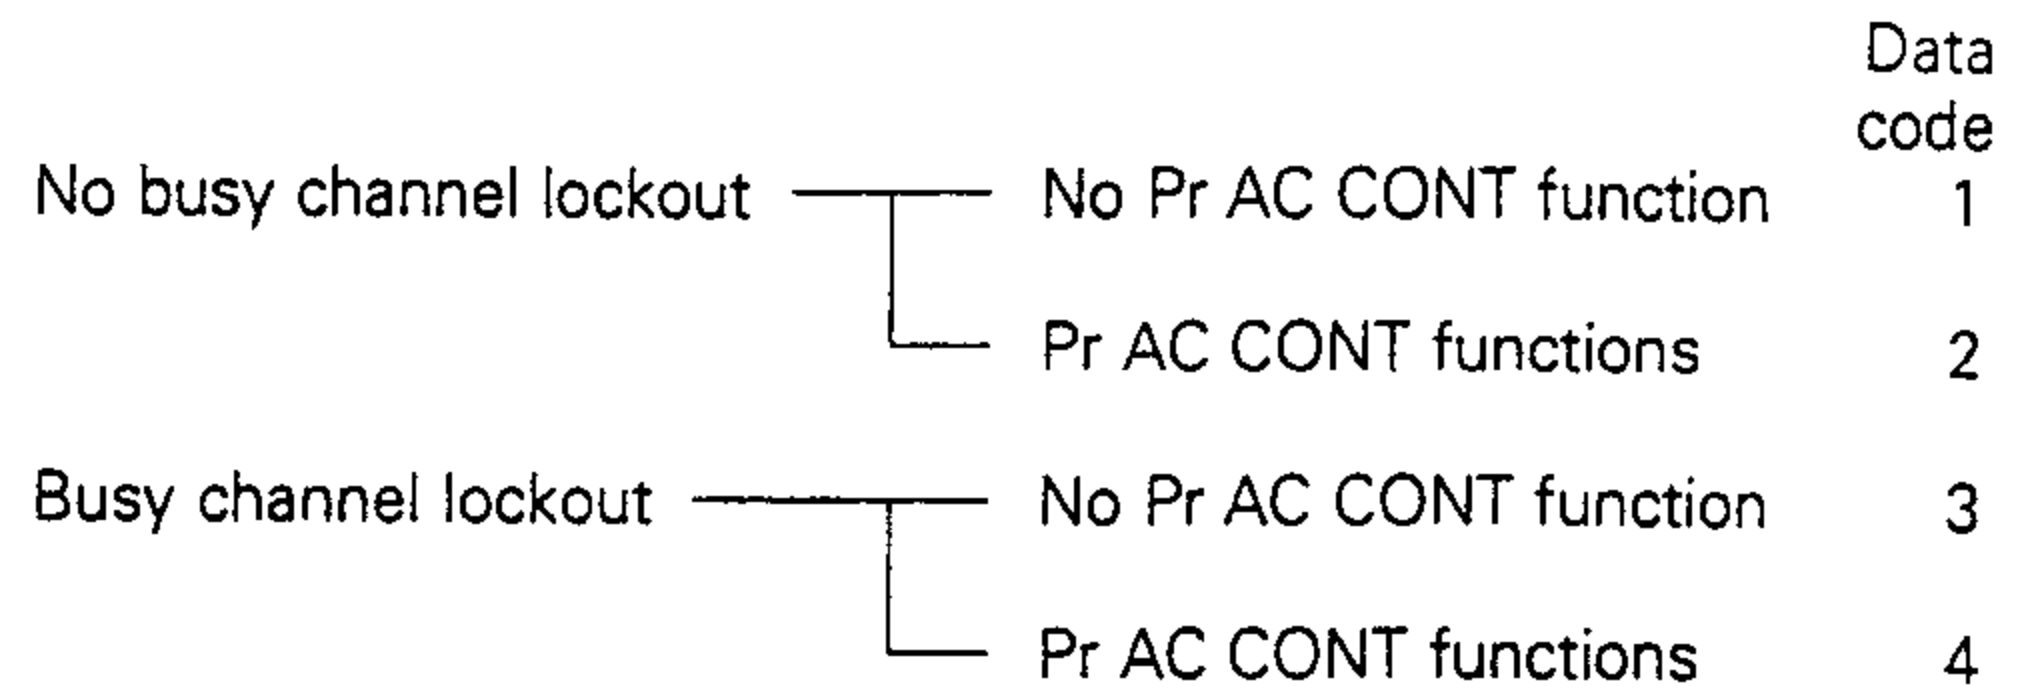 Data
code
No busy channel lockout No Pr AC CONT function 1
Pr AC CONT functions 2
Busy channel lockout No Pr AC CONT function 3
Pr AC CONT functions 4